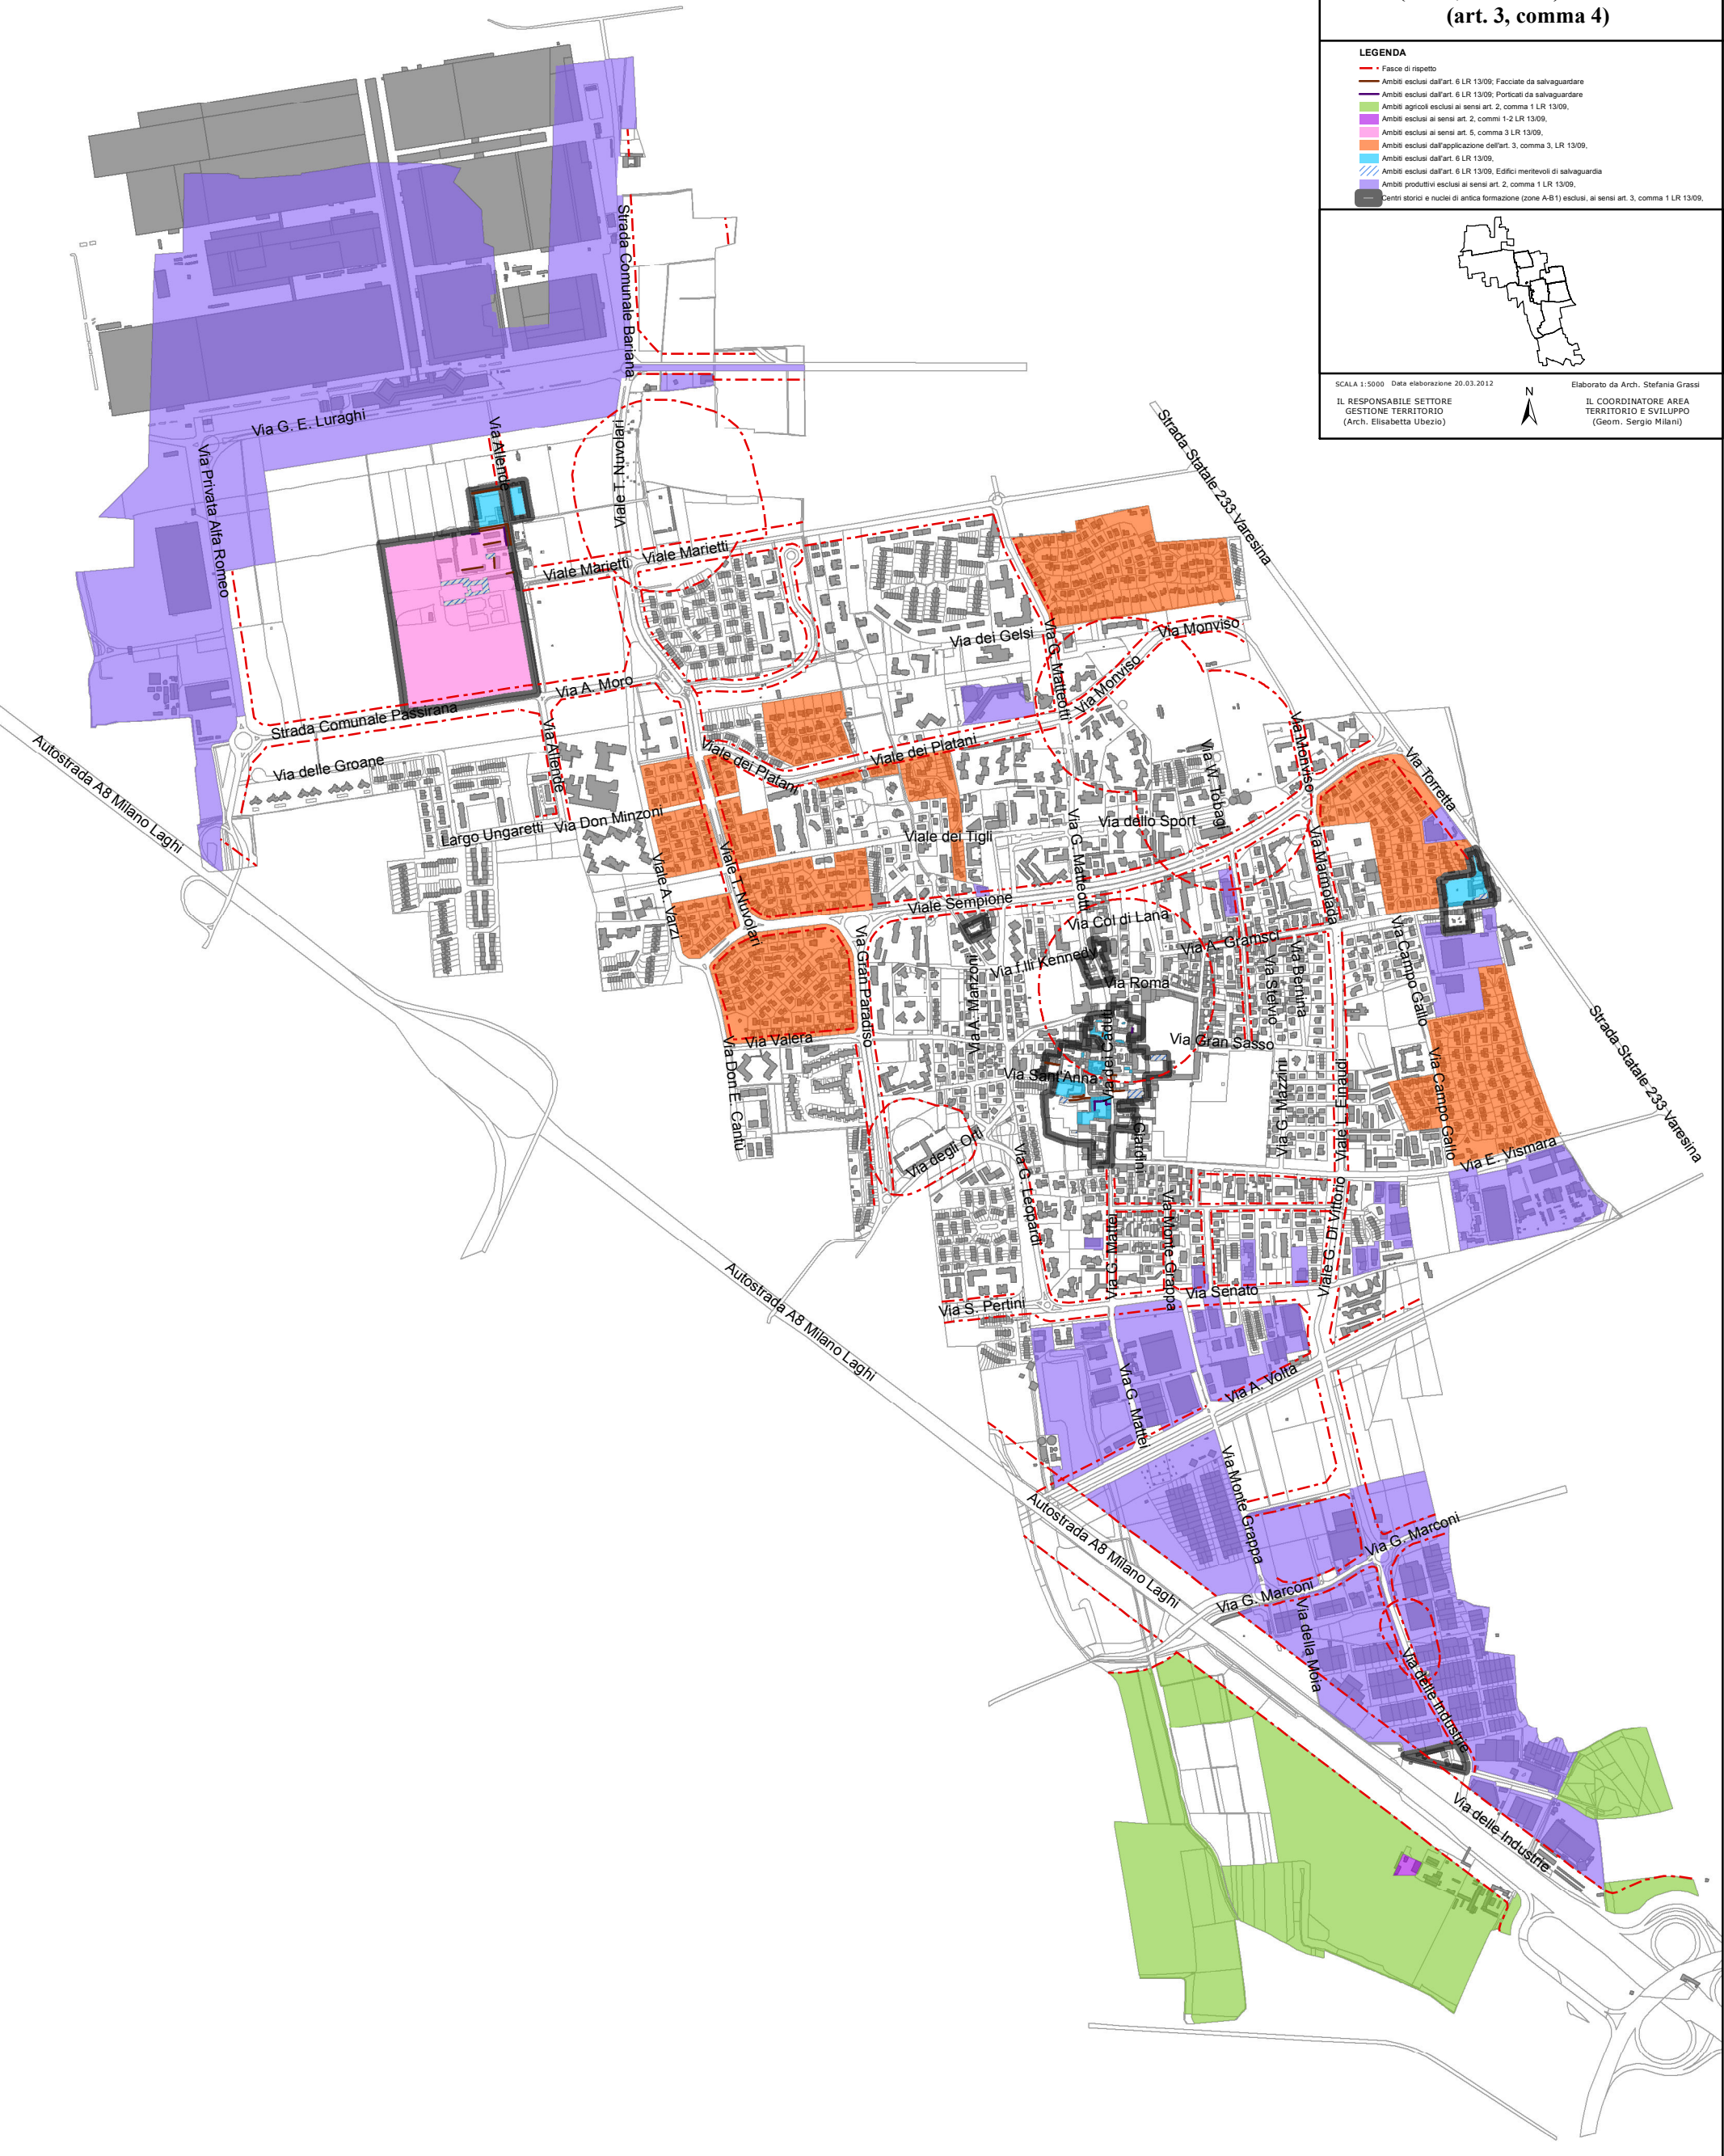 (art. 3, comma 4)
LEGENDA
Fasce di rispetto
Ambiti esclusi dall'art. 6 LR 13/09; Facciate da salvaguardare
Ambiti esclusi dall'art. 6 LR 13/09; Porticati da salvaguardare
Ambiti agricoli esclusi ai sensi art. 2, comma 1 LR 13/09,
Ambiti esclusi ai sensi art. 2, commi 1-2 LR 13/09,
Ambiti esclusi ai sensi art. 5, comma 3 LR 13/09,
Ambiti esclusi dall'applicazione dell'art. 3, comma 3, LR 13/09,
Ambiti esclusi dall'art. 6 LR 13/09,
Ambiti esclusi dall'art. 6 LR 13/09, Edifici meritevoli di salvaguardia
Ambiti produttivi esclusi ai sensi art. 2, comma 1 LR 13/09,
Centri storici e nuclei di antica formazione (zone A-B1) esclusi, ai sensi art. 3, comma 1 LR 13/09,
SCALA 1:5000 Data elaborazione 20.03.2012
IL RESPONSABILE SETTORE
GESTIONE TERRITORIO
(Arch. Elisabetta Ubezio)
N
Elaborato da Arch. Stefania Grassi
IL COORDINATORE AREA
TERRITORIO E SVILUPPO
(Geom. Sergio Milani)
Strada Comunale Bariana
Via G. E. Luraghi
Via Allende
Viale T. Nuvolari
Via Privata Alfa Romeo
Strada Statale 233 Varesina
Viale Marietti
Viale Marietti
Via dei Gelsi
Via G. Matteotti
Via Monviso
Via Monviso
Via A. Moro
Strada Comunale Passirana
Via Allende
Autostrada A8 Milano Laghi
Via delle Groane
Viale dei Platani
Viale dei Platani
Via Monviso
Via W. Tobagi
Via Torretta
Largo Ungaretti
Via Don Minzoni
Viale dei Tigli
Via G. Matteotti
Via dello Sport
Via Marmolada
Viale A. Varzi
Viale T. Nuvolari
Viale Sempione
Via Col di Lana
Via A. Gramsci
Via Campo Gallo
Via Gran Paradiso
Via A. Manzoni
Via f.lli Kennedy
Via Roma
Via Stelvio
Via Bernina
Via Valera
Via dei Caduti
Via Gran Sasso
Strada Statale 233 Varesina
Via Don E. Cantù
Via Sant'Anna
Via G. Mazzini
Viale L. Einaudi
Via Campo Gallo
Via degli Orti
Via G. Leopardi
Giardini
Via E. Vismara
Via G. Mattei
Via Monte Grappa
Viale G. Di Vittorio
Autostrada A8 Milano Laghi
Via S. Pertini
Via Senato
Via G. Mattei
Via A. Volta
Via Monte Grappa
Autostrada A8 Milano Laghi
Via G. Marconi
Via G. Marconi
Via della Moia
Via delle Industrie
Via delle Industrie